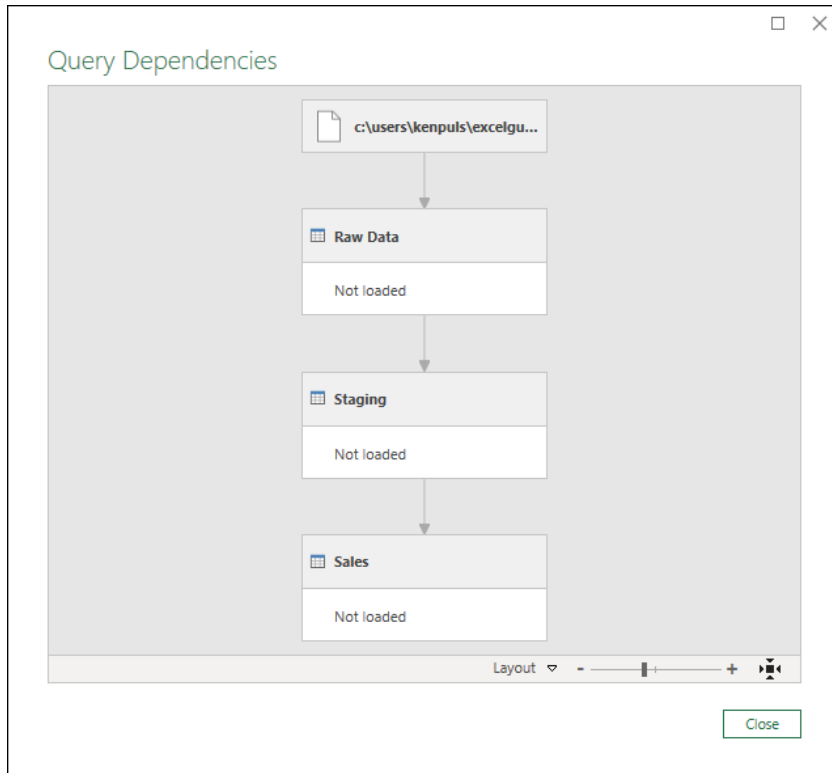 Query Dependencies
c:\users\kenpuls\excelgu...
Raw Data
Not loaded
Staging
Not loaded
Sales
Not loaded
Layout - +
Close